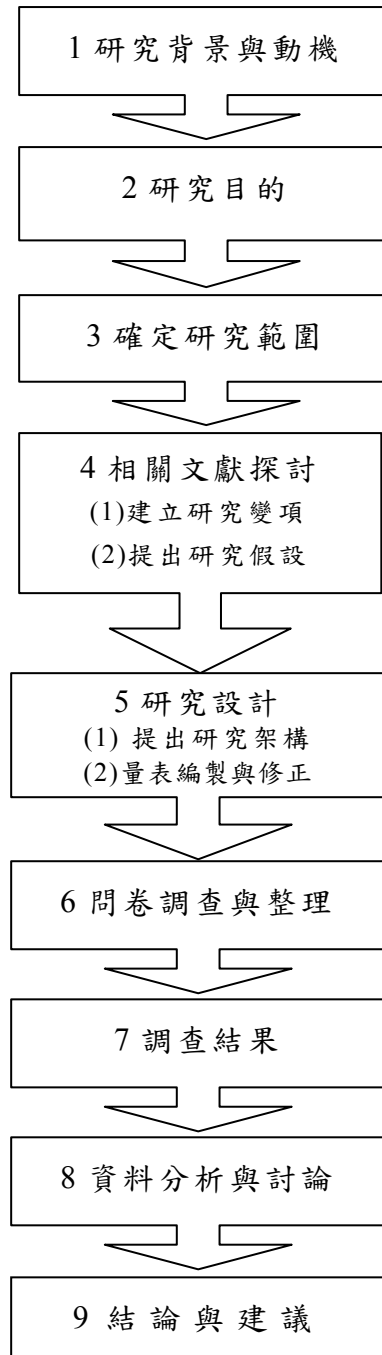 1 研究背景與動機
2 研究目的
3 確定研究範圍
4 相關文獻探討
(1)建立研究變項
(2)提出研究假設
5 研究設計
(1) 提出研究架構
(2)量表編製與修正
6 問卷調查與整理
7 調查結果
8 資料分析與討論
9 結論與建議